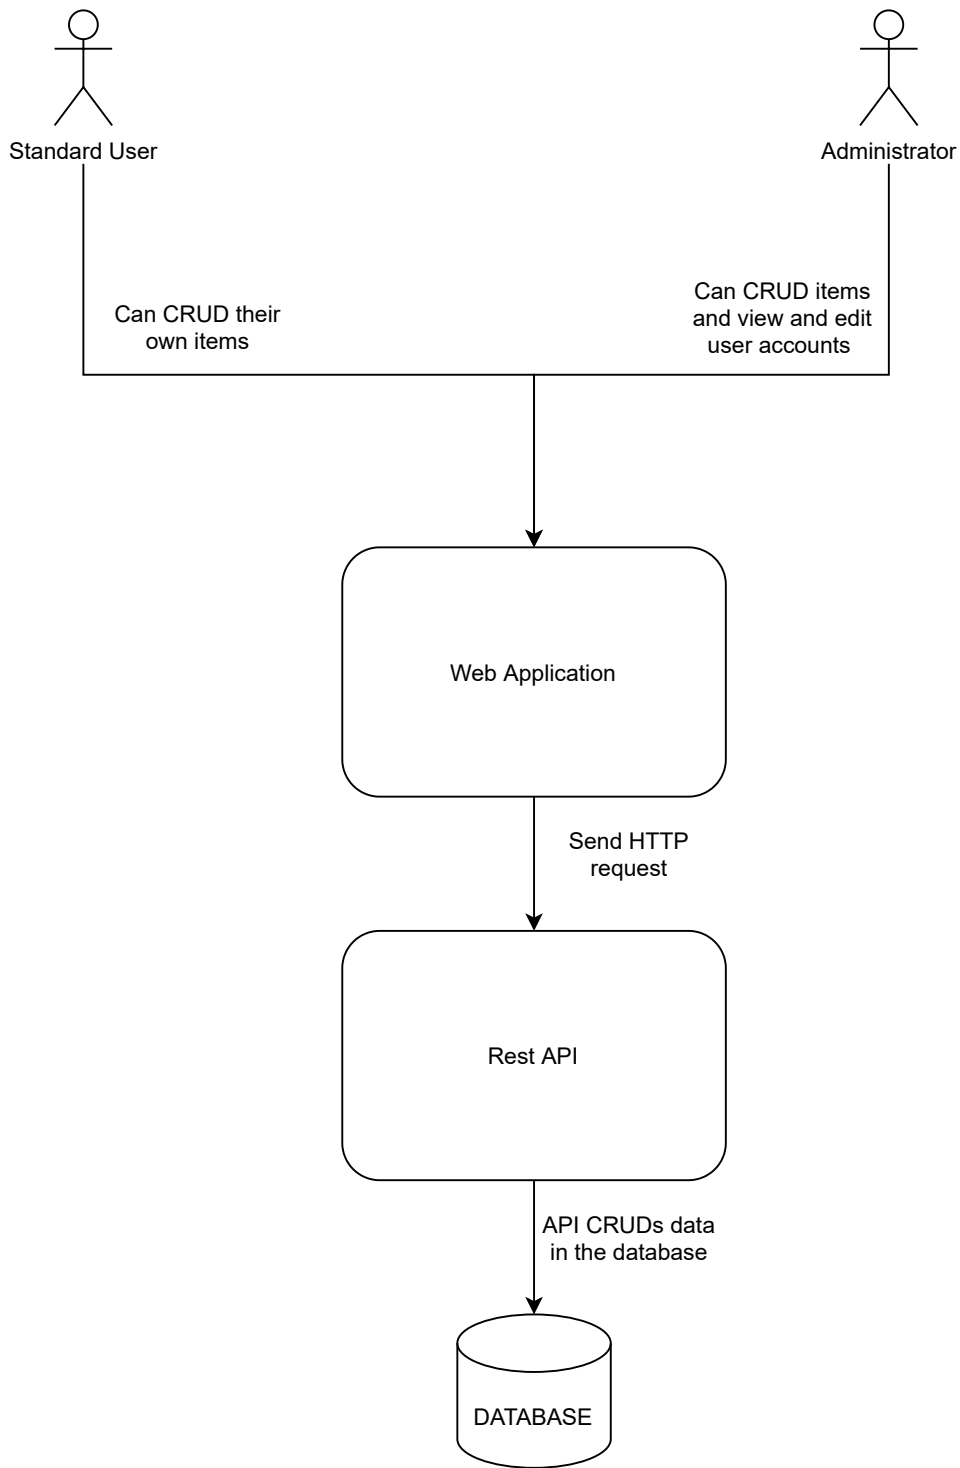 Standard User
Administrator
Can CRUD their
own items
Can CRUD items
and view and edit
user accounts
Web Application
Send HTTP
request
Rest API
API CRUDs data
in the database
DATABASE